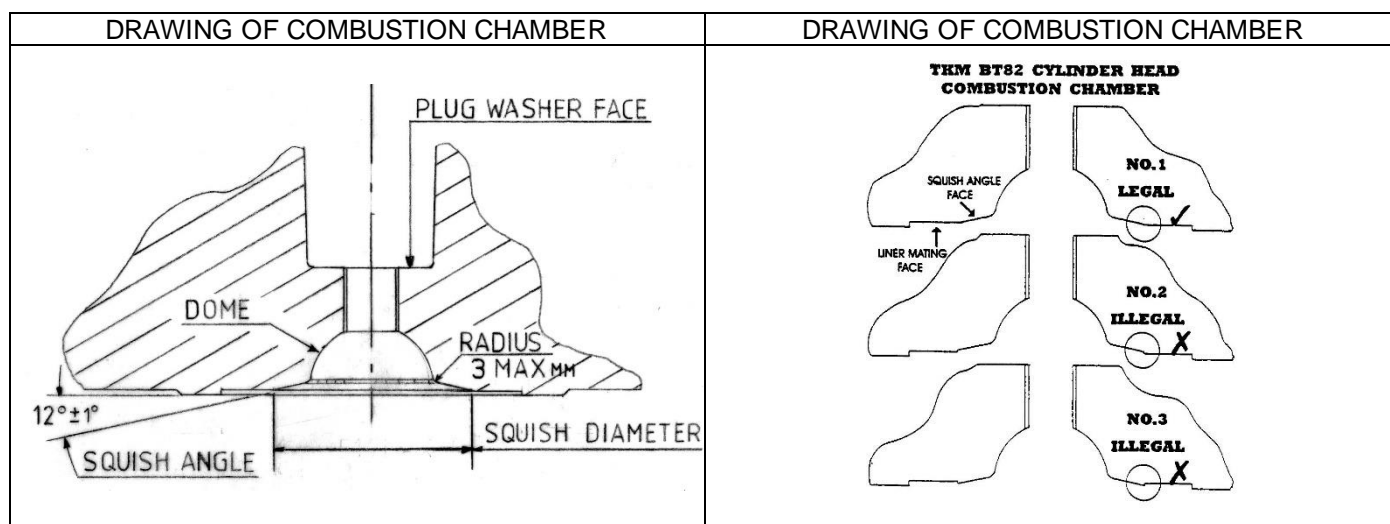 DRAWING OF COMBUSTION CHAMBER
DRAWING OF COMBUSTION CHAMBER
PLUG WASHER FACE
DOME
RADIUS
3 MAX MM
12°±1°
SQUISH DIAMETER
SQUISH ANGLE
TKM BT82 CYLINDER HEAD
COMBUSTION CHAMBER
NO.1
LEGAL
SQUISH ANGLE
FACE
LINER MATING
FACE
NO.2
ILLEGAL
NO.3
ILLEGAL